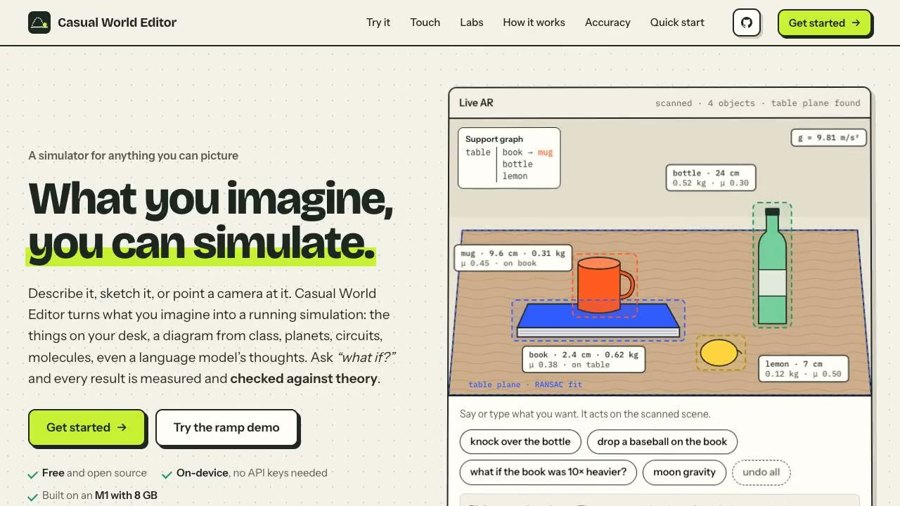 Casual World Editor
Try it
Touch
Labs
How it works
Accuracy
Quick start
Get started →
A simulator for anything you can picture
What you imagine,
you can simulate.
Describe it, sketch it, or point a camera at it. Casual World
Editor turns what you imagine into a running simulation: the
things on your desk, a diagram from class, planets, circuits,
molecules, even a language model's thoughts. Ask “what if?”
and every result is measured and checked against theory.
Get started →
Try the ramp demo
Free and open source
On-device, no API keys needed
Built on an M1 with 8 GB
Live AR
scanned · 4 objects · table plane found
Support graph
table
book → mug
bottle
lemon
g = 9.81 m/s²
bottle · 24 cm
0.52 kg · μ 0.30
mug · 9.6 cm · 0.31 kg
μ 0.45 · on book
book · 2.4 cm · 0.62 kg
μ 0.38 · on table
lemon · 7 cm
0.12 kg · μ 0.50
table plane · RANSAC fit
Say or type what you want. It acts on the scanned scene.
knock over the bottle
drop a baseball on the book
what if the book was 10× heavier?
moon gravity
undo all